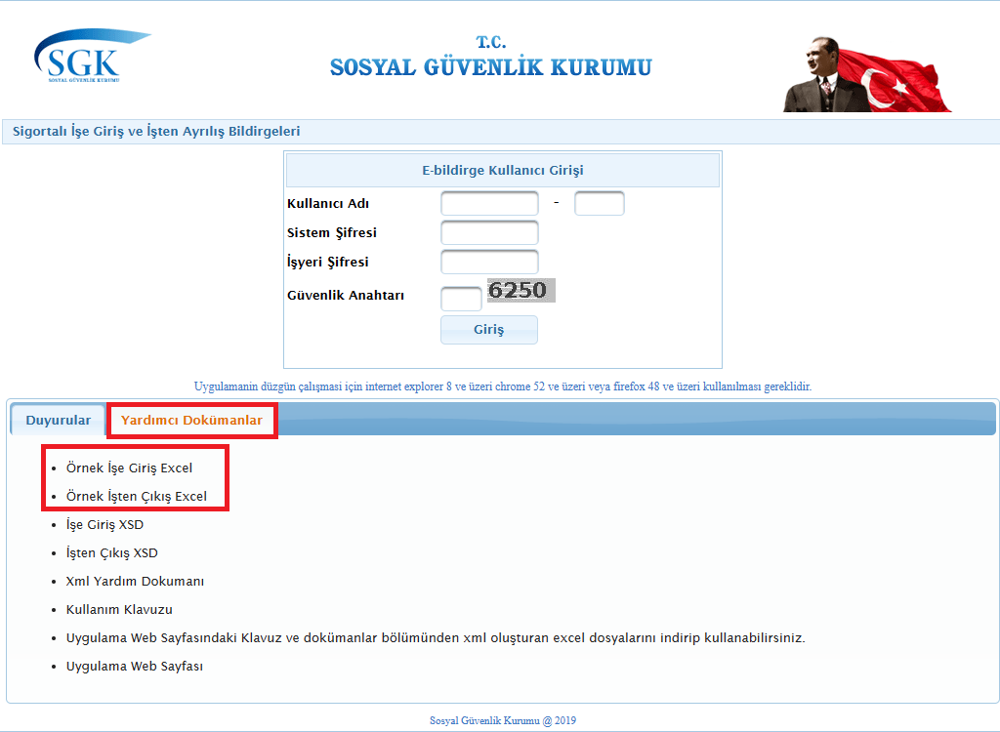 SGK
SOSYAL GÜVENLİK KURUMU
T.C.
SOSYAL GÜVENLİK KURUMU
Sigortalı İşe Giriş ve İşten Ayrılış Bildirgeleri
E-bildirge Kullanıcı Girişi
Kullanıcı Adı -
Sistem Şifresi
İşyeri Şifresi
Güvenlik Anahtarı 6250
Giriş
Uygulamanin düzgün çalışmasi için internet explorer 8 ve üzeri chrome 52 ve üzeri veya firefox 48 ve üzeri kullanılması gereklidir.
Duyurular Yardımcı Dokümanlar
• Örnek İşe Giriş Excel
• Örnek İşten Çıkış Excel
• İşe Giriş XSD
• İşten Çıkış XSD
• Xml Yardım Dokumanı
• Kullanım Klavuzu
• Uygulama Web Sayfasındaki Klavuz ve dokümanlar bölümünden xml oluşturan excel dosyalarını indirip kullanabilirsiniz.
• Uygulama Web Sayfası
Sosyal Güvenlik Kurumu @ 2019